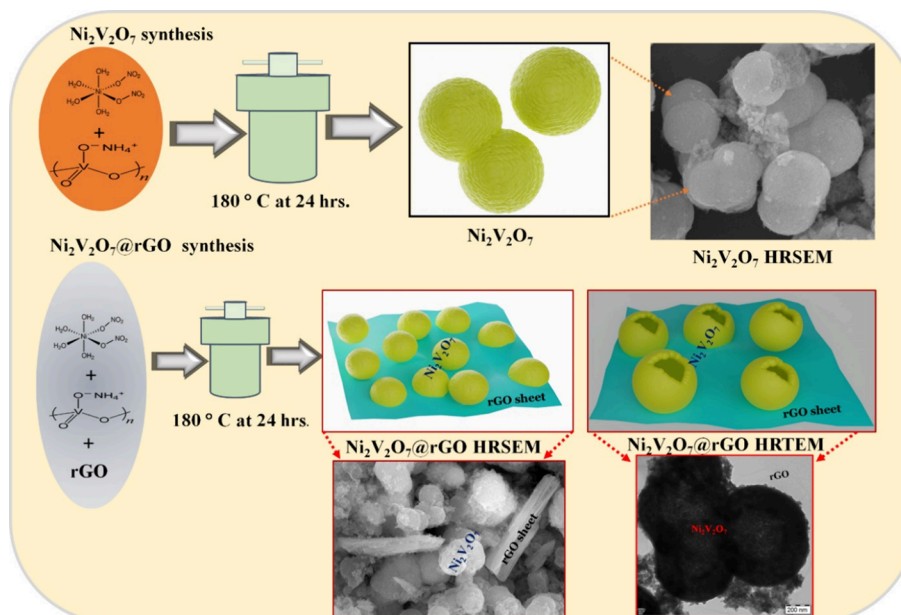 Ni₂V₂O₇ synthesis
OH₂
H₂O
NO₂
O
Ni
H₂O
O
NO₂
OH₂
+
O⁻NH₄⁺
V
O
O
n
180 ° C at 24 hrs.
Ni₂V₂O₇
Ni₂V₂O₇ HRSEM
Ni₂V₂O₇@rGO synthesis
OH₂
H₂O
NO₂
O
Ni
H₂O
O
NO₂
OH₂
+
O⁻NH₄⁺
V
O
O
n
+
rGO
180 ° C at 24 hrs.
Ni₂V₂O₇
rGO sheet
Ni₂V₂O₇
rGO sheet
Ni₂V₂O₇@rGO HRSEM
Ni₂V₂O₇@rGO HRTEM
Ni₂V₂O₇
rGO sheet
rGO
Ni₂V₂O₇
200 nm